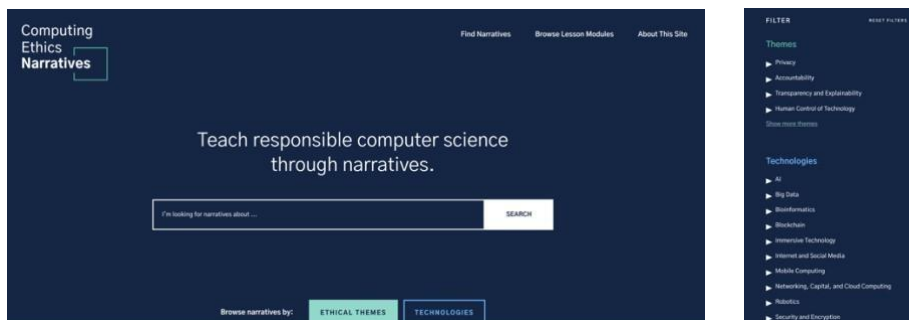 Computing
Ethics
Narratives
Find Narratives Browse Lesson Modules About This Site
Teach responsible computer science
through narratives.
I'm looking for narratives about ... SEARCH
Browse narratives by: ETHICAL THEMES TECHNOLOGIES
FILTER RESET FILTERS
Themes
Privacy
Accountability
Transparency and Explainability
Human Control of Technology
Show more themes
Technologies
AI
Big Data
Bioinformatics
Blockchain
Immersive Technology
Internet and Social Media
Mobile Computing
Networking, Capital, and Cloud Computing
Robotics
Security and Encryption